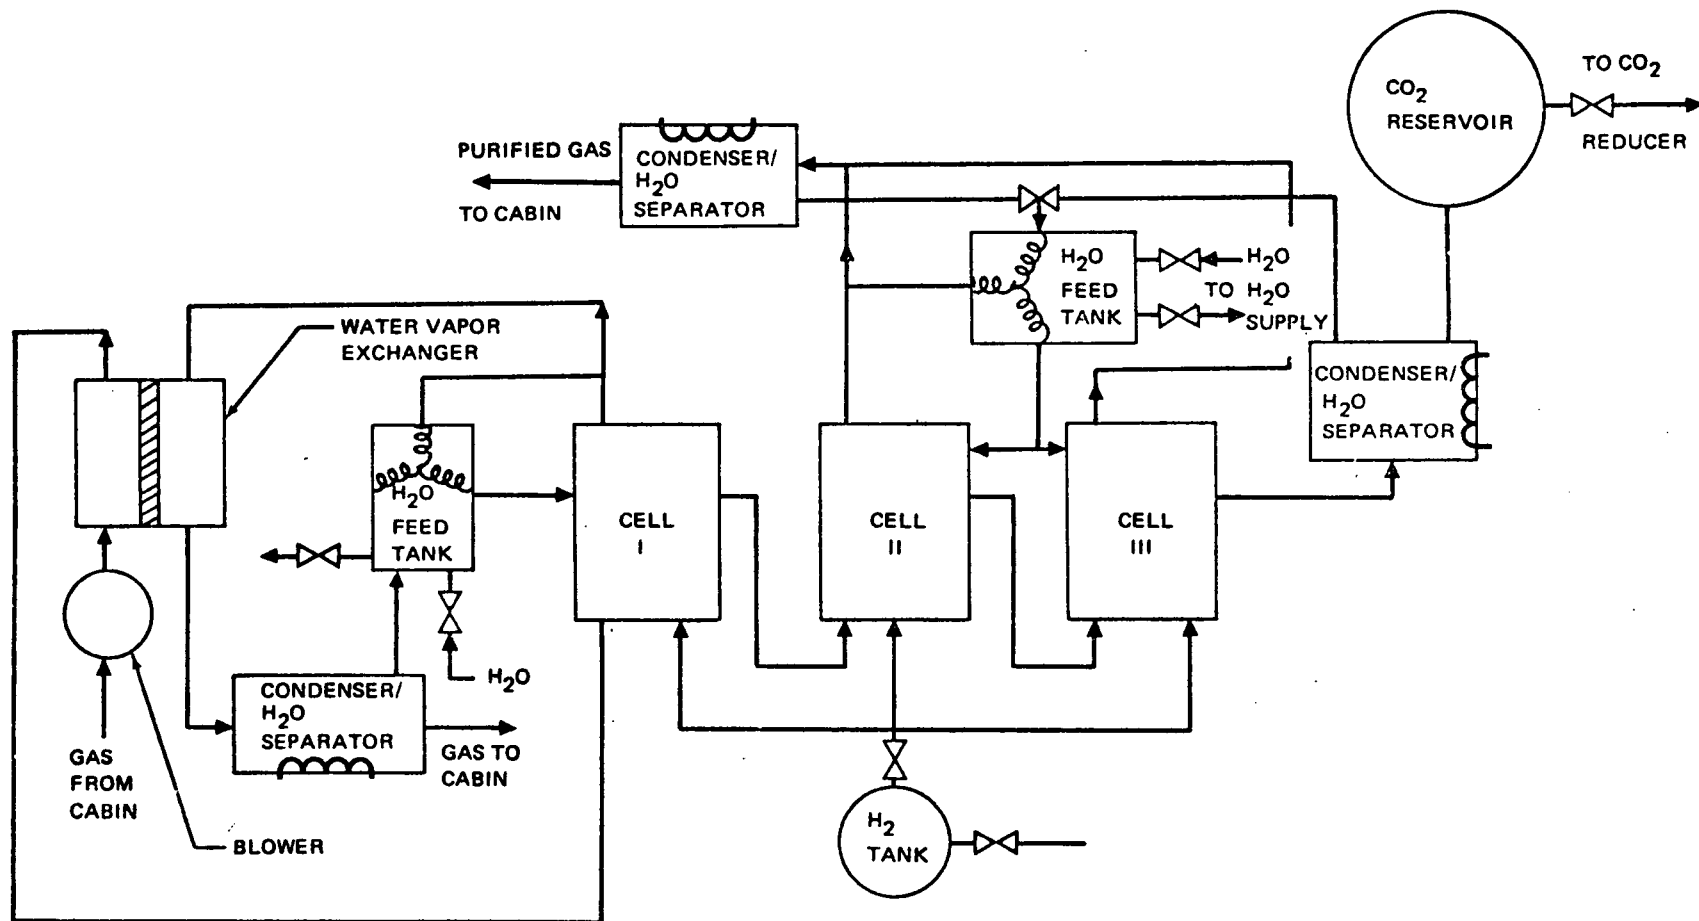 TO CO2
REDUCER
CO2
RESERVOIR
PURIFIED GAS
TO CABIN
CONDENSER/
H2O
SEPARATOR
H2O
FEED
TANK
H2O
TO H2O
SUPPLY
WATER VAPOR
EXCHANGER
CONDENSER/
H2O
SEPARATOR
H2O
FEED
TANK
CELL
I
CELL
II
CELL
III
H2O
CONDENSER/
H2O
SEPARATOR
GAS TO
CABIN
GAS
FROM
CABIN
BLOWER
H2
TANK